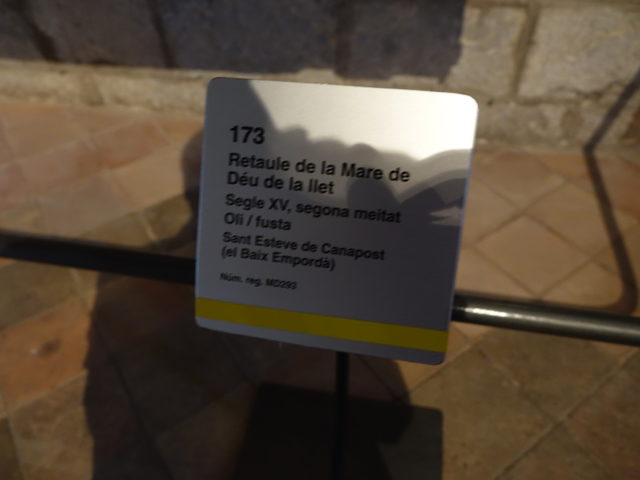 173
Retaule de la Mare de
Déu de la llet
Segle XV, segona meitat
Oli / fusta
Sant Esteve de Canapost
(el Baix Empordà)
Núm. reg. MD293